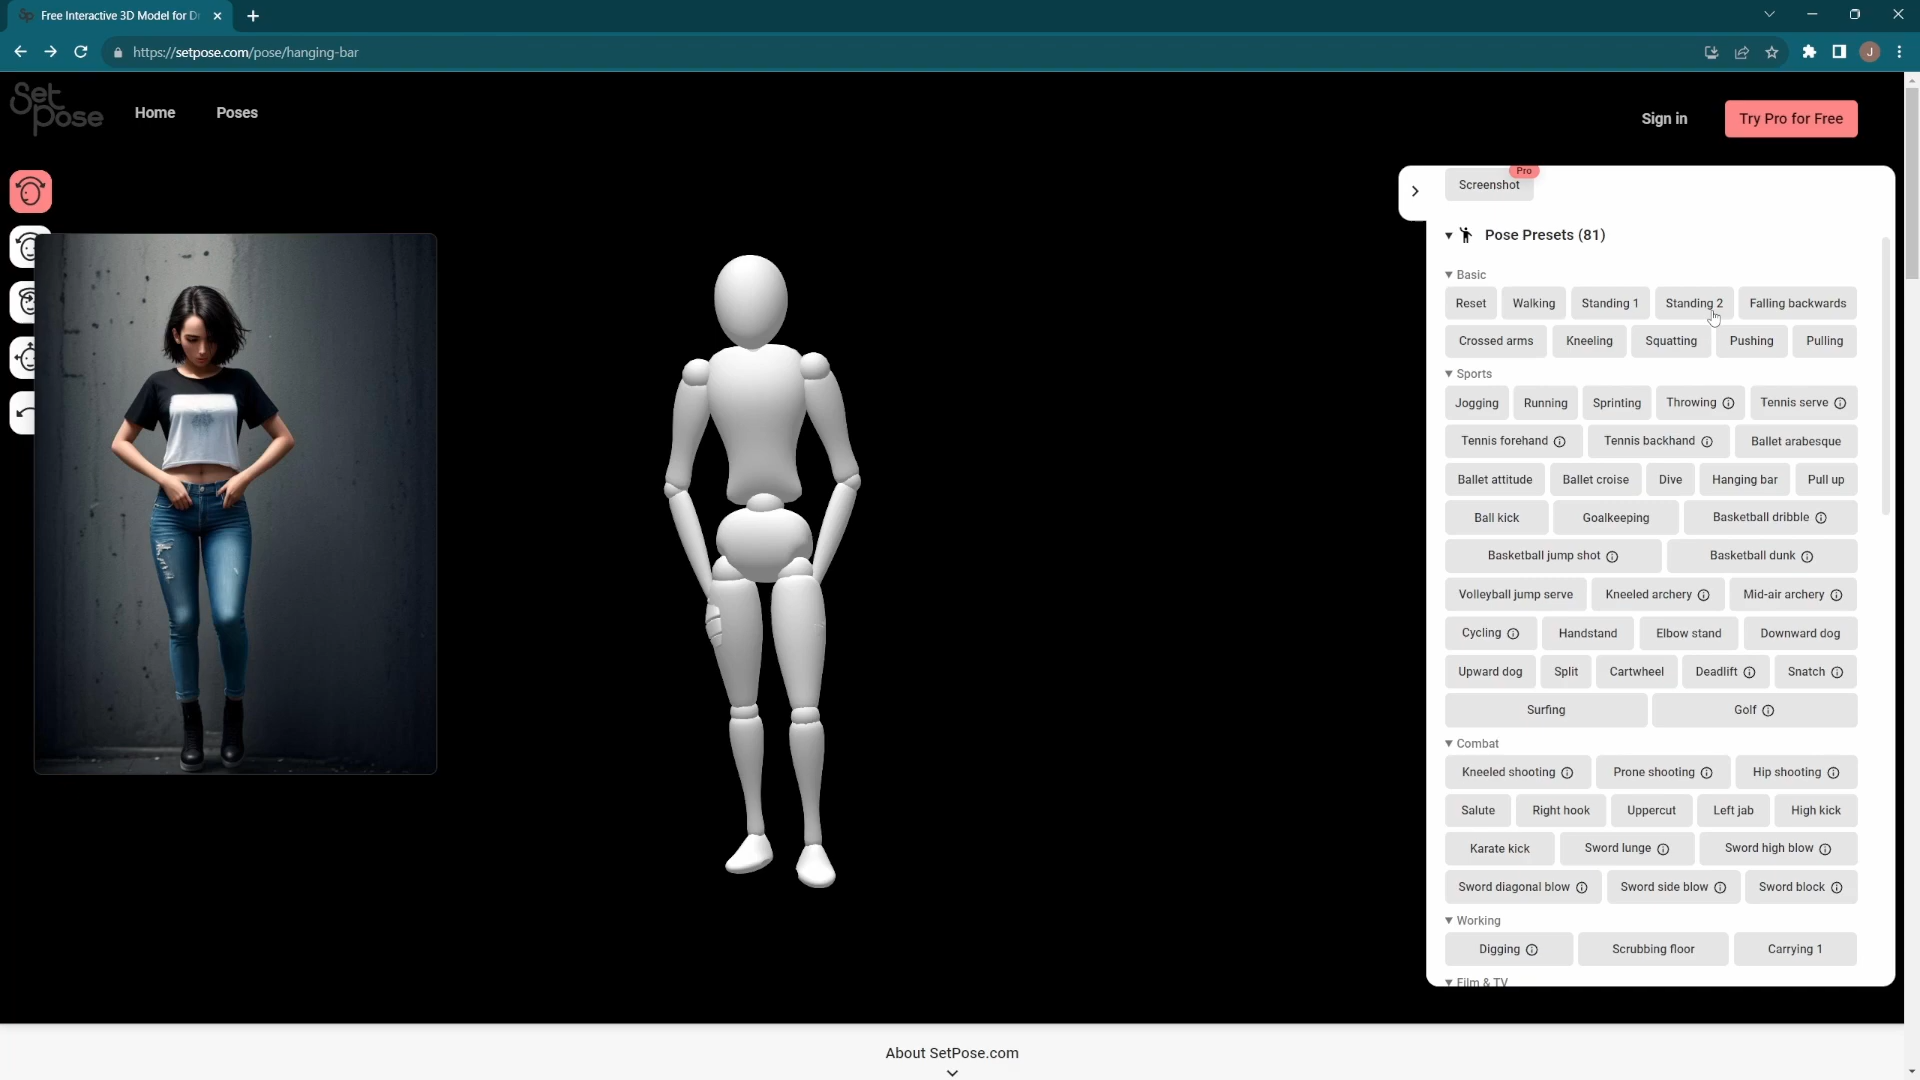 Sp Free Interactive 3D Model for D
https://setpose.com/pose/hanging-bar
J
Set Pose
Home Poses
Sign in Try Pro for Free
Pro
Screenshot
Pose Presets (81)
Basic
Reset Walking Standing 1 Standing 2 Falling backwards
Crossed arms Kneeling Squatting Pushing Pulling
Sports
Jogging Running Sprinting Throwing Tennis serve
Tennis forehand Tennis backhand Ballet arabesque
Ballet attitude Ballet croise Dive Hanging bar Pull up
Ball kick Goalkeeping Basketball dribble
Basketball jump shot Basketball dunk
Volleyball jump serve Kneeled archery Mid-air archery
Cycling Handstand Elbow stand Downward dog
Upward dog Split Cartwheel Deadlift Snatch
Surfing Golf
Combat
Kneeled shooting Prone shooting Hip shooting
Salute Right hook Uppercut Left jab High kick
Karate kick Sword lunge Sword high blow
Sword diagonal blow Sword side blow Sword block
Working
Digging Scrubbing floor Carrying 1
Film & TV
About SetPose.com